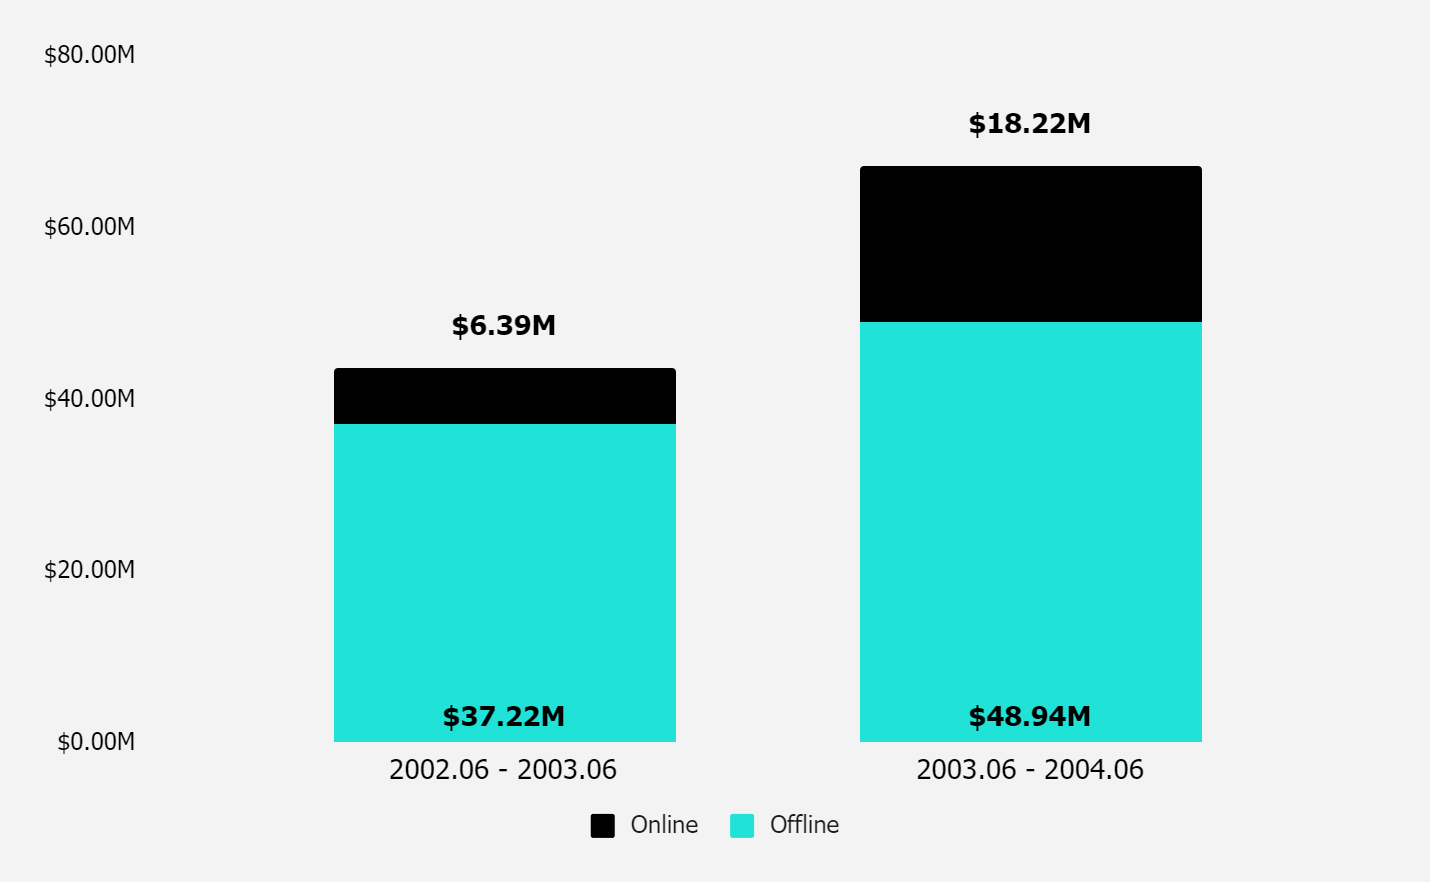 $80.00M
$18.22M
$60.00M
$6.39M
$40.00M
$20.00M
$37.22M
$48.94M
$0.00M
2002.06 - 2003.06
2003.06 - 2004.06
Online
Offline